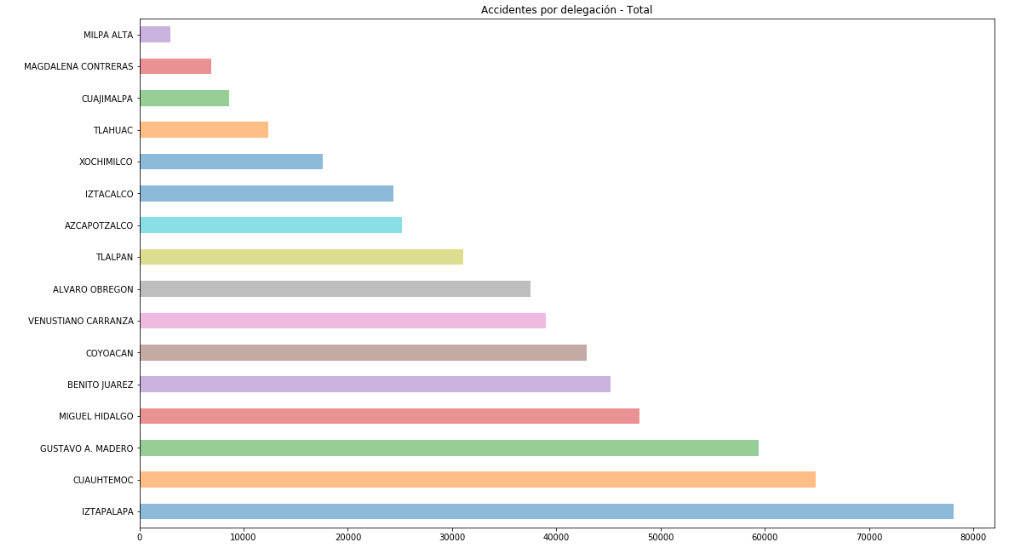 Accidentes por delegación - Total
MILPA ALTA
MAGDALENA CONTRERAS
CUAJIMALPA
TLAHUAC
XOCHIMILCO
IZTACALCO
AZCAPOTZALCO
TLALPAN
ALVARO OBREGON
VENUSTIANO CARRANZA
COYOACAN
BENITO JUAREZ
MIGUEL HIDALGO
GUSTAVO A. MADERO
CUAUHTEMOC
IZTAPALAPA
0 10000 20000 30000 40000 50000 60000 70000 80000